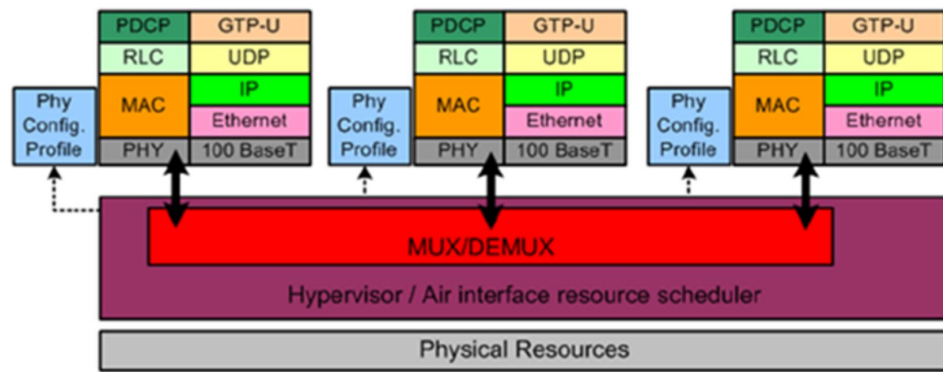 PDCP GTP-U PDCP GTP-U PDCP GTP-U
RLC UDP RLC UDP RLC UDP
Phy Config. Profile MAC IP Phy Config. Profile MAC IP Phy Config. Profile MAC IP
Ethernet Ethernet Ethernet
PHY 100 BaseT PHY 100 BaseT PHY 100 BaseT
MUX/DEMUX
Hypervisor / Air interface resource scheduler
Physical Resources